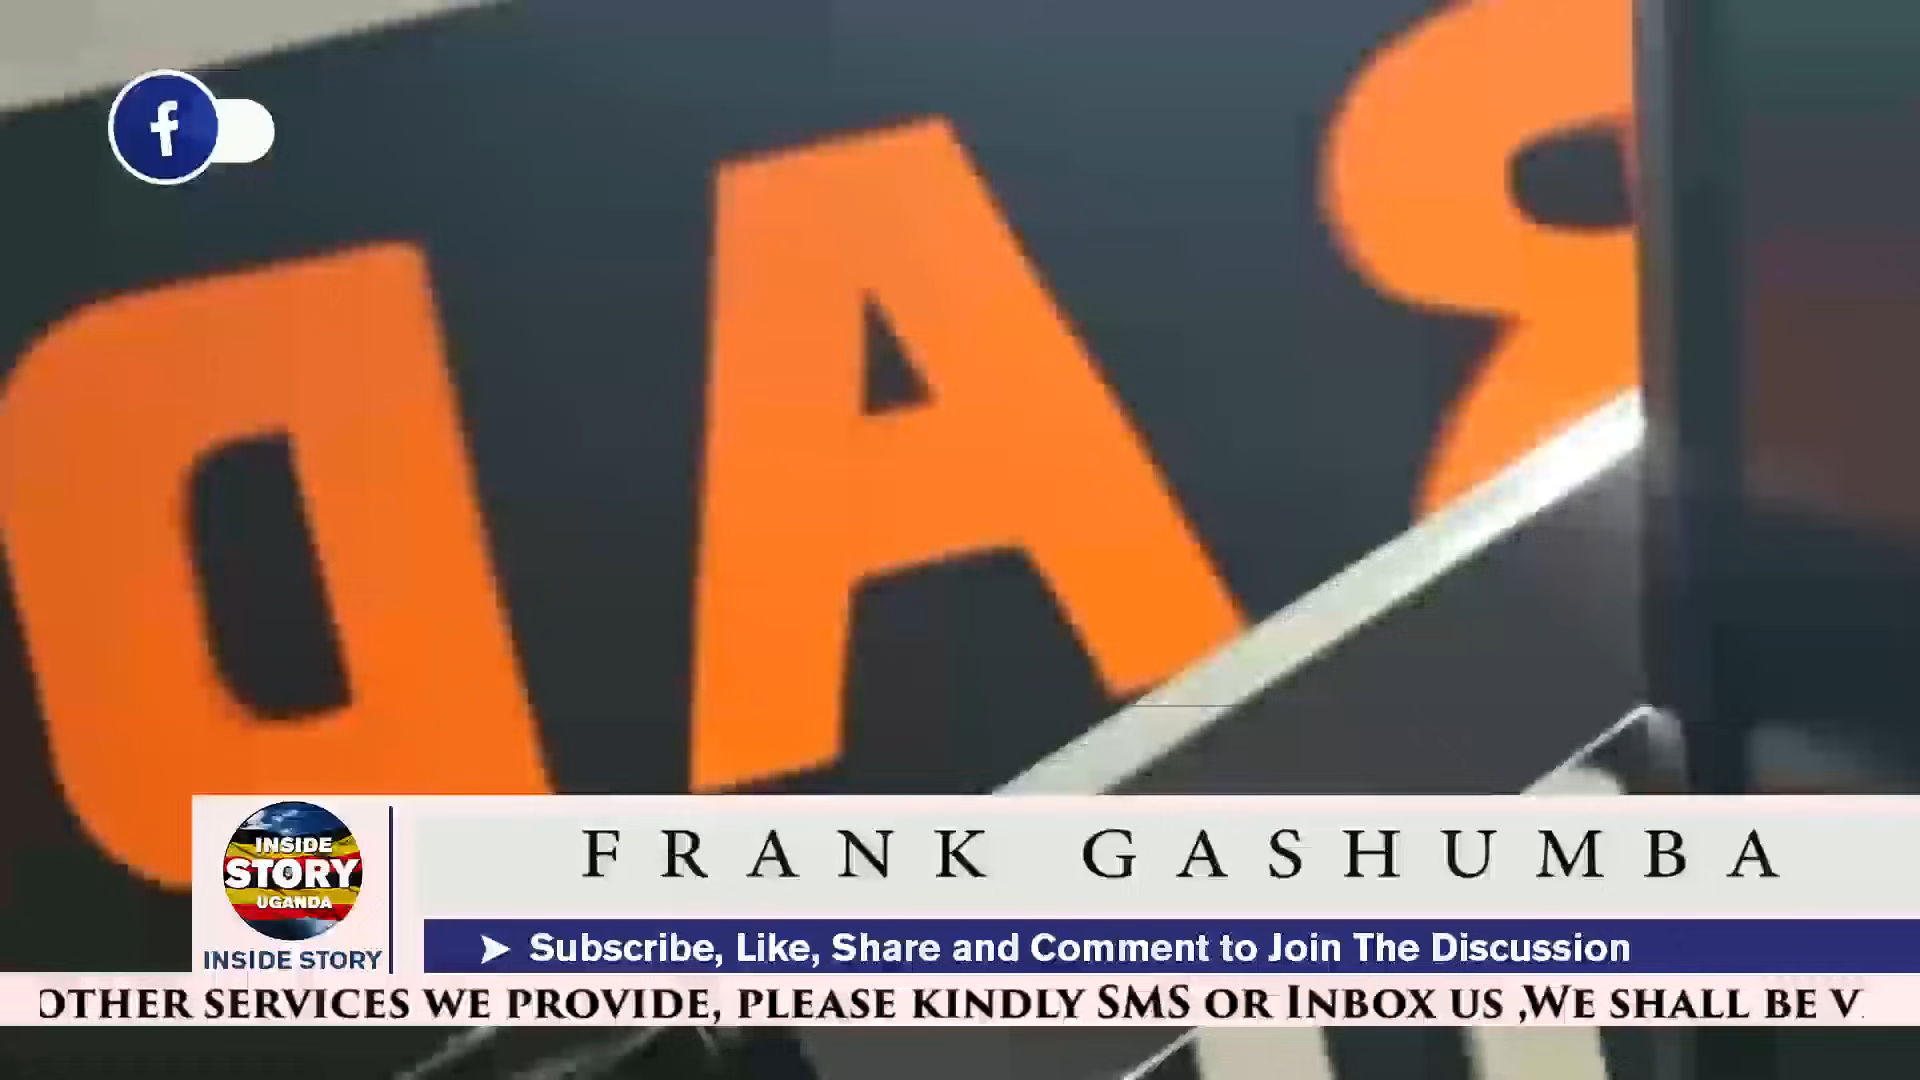 f
RAD
INSIDE
STORY
UGANDA
INSIDE STORY
FRANK GASHUMBA
➤ Subscribe, Like, Share and Comment to Join The Discussion
OTHER SERVICES WE PROVIDE, PLEASE KINDLY SMS OR INBOX US ,WE SHALL BE V